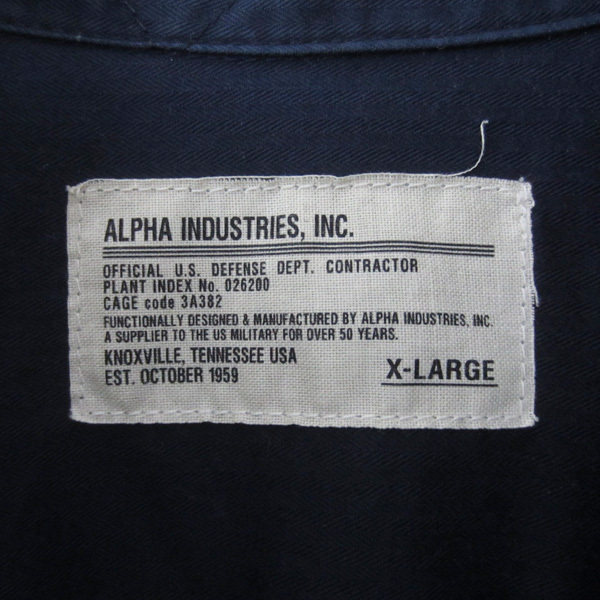 ALPHA INDUSTRIES, INC.
OFFICIAL U.S. DEFENSE DEPT. CONTRACTOR
PLANT INDEX No. 026200
CAGE code 3A382
FUNCTIONALLY DESIGNED & MANUFACTURED BY ALPHA INDUSTRIES, INC.
A SUPPLIER TO THE US MILITARY FOR OVER 50 YEARS.
KNOXVILLE, TENNESSEE USA
EST. OCTOBER 1959
X-LARGE